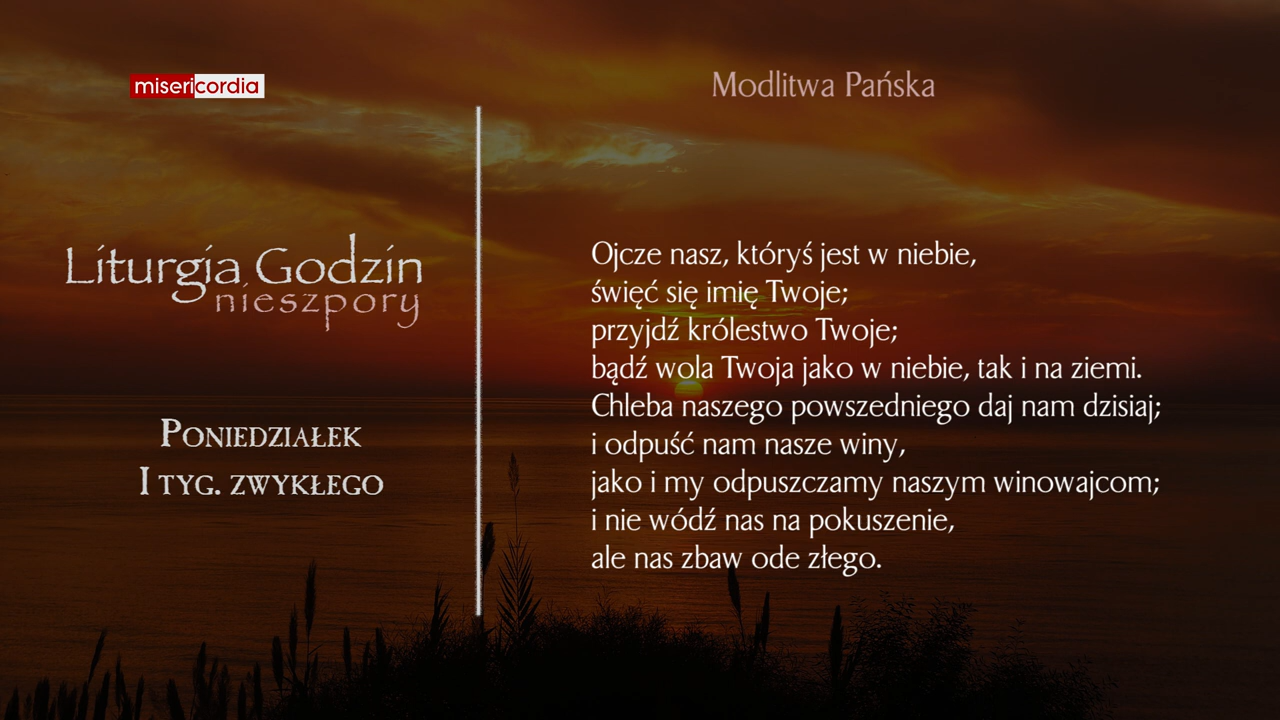 misericordia
Liturgia Godzin
nieszpory
Poniedziałek
I tyg. zwykłego
Modlitwa Pańska
Ojcze nasz, któryś jest w niebie,
święć się imię Twoje;
przyjdź królestwo Twoje;
bądź wola Twoja jako w niebie, tak i na ziemi.
Chleba naszego powszedniego daj nam dzisiaj;
i odpuść nam nasze winy,
jako i my odpuszczamy naszym winowajcom;
i nie wódź nas na pokuszenie,
ale nas zbaw ode złego.